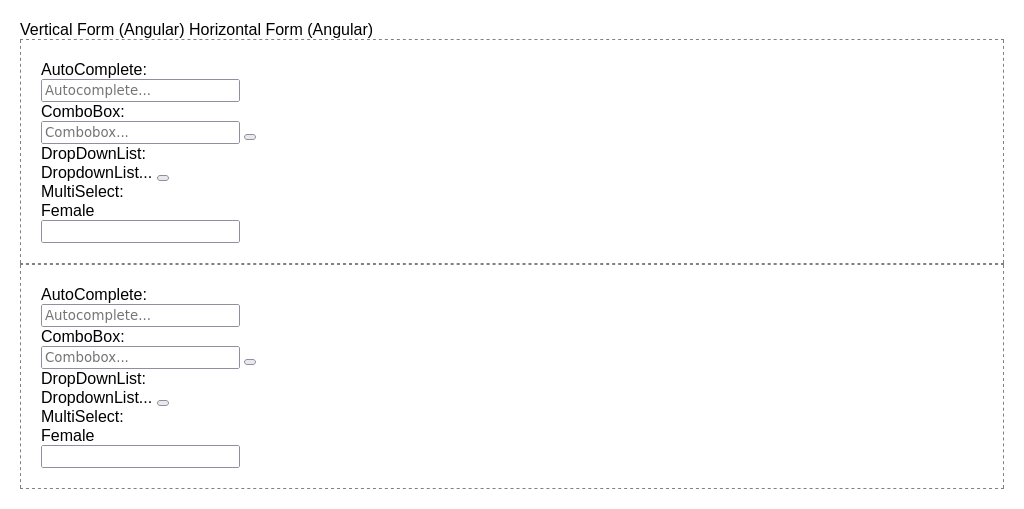 Vertical Form (Angular) Horizontal Form (Angular)
AutoComplete:
Autocomplete...
ComboBox:
Combobox...
DropDownList:
DropdownList...
MultiSelect:
Female
AutoComplete:
Autocomplete...
ComboBox:
Combobox...
DropDownList:
DropdownList...
MultiSelect:
Female